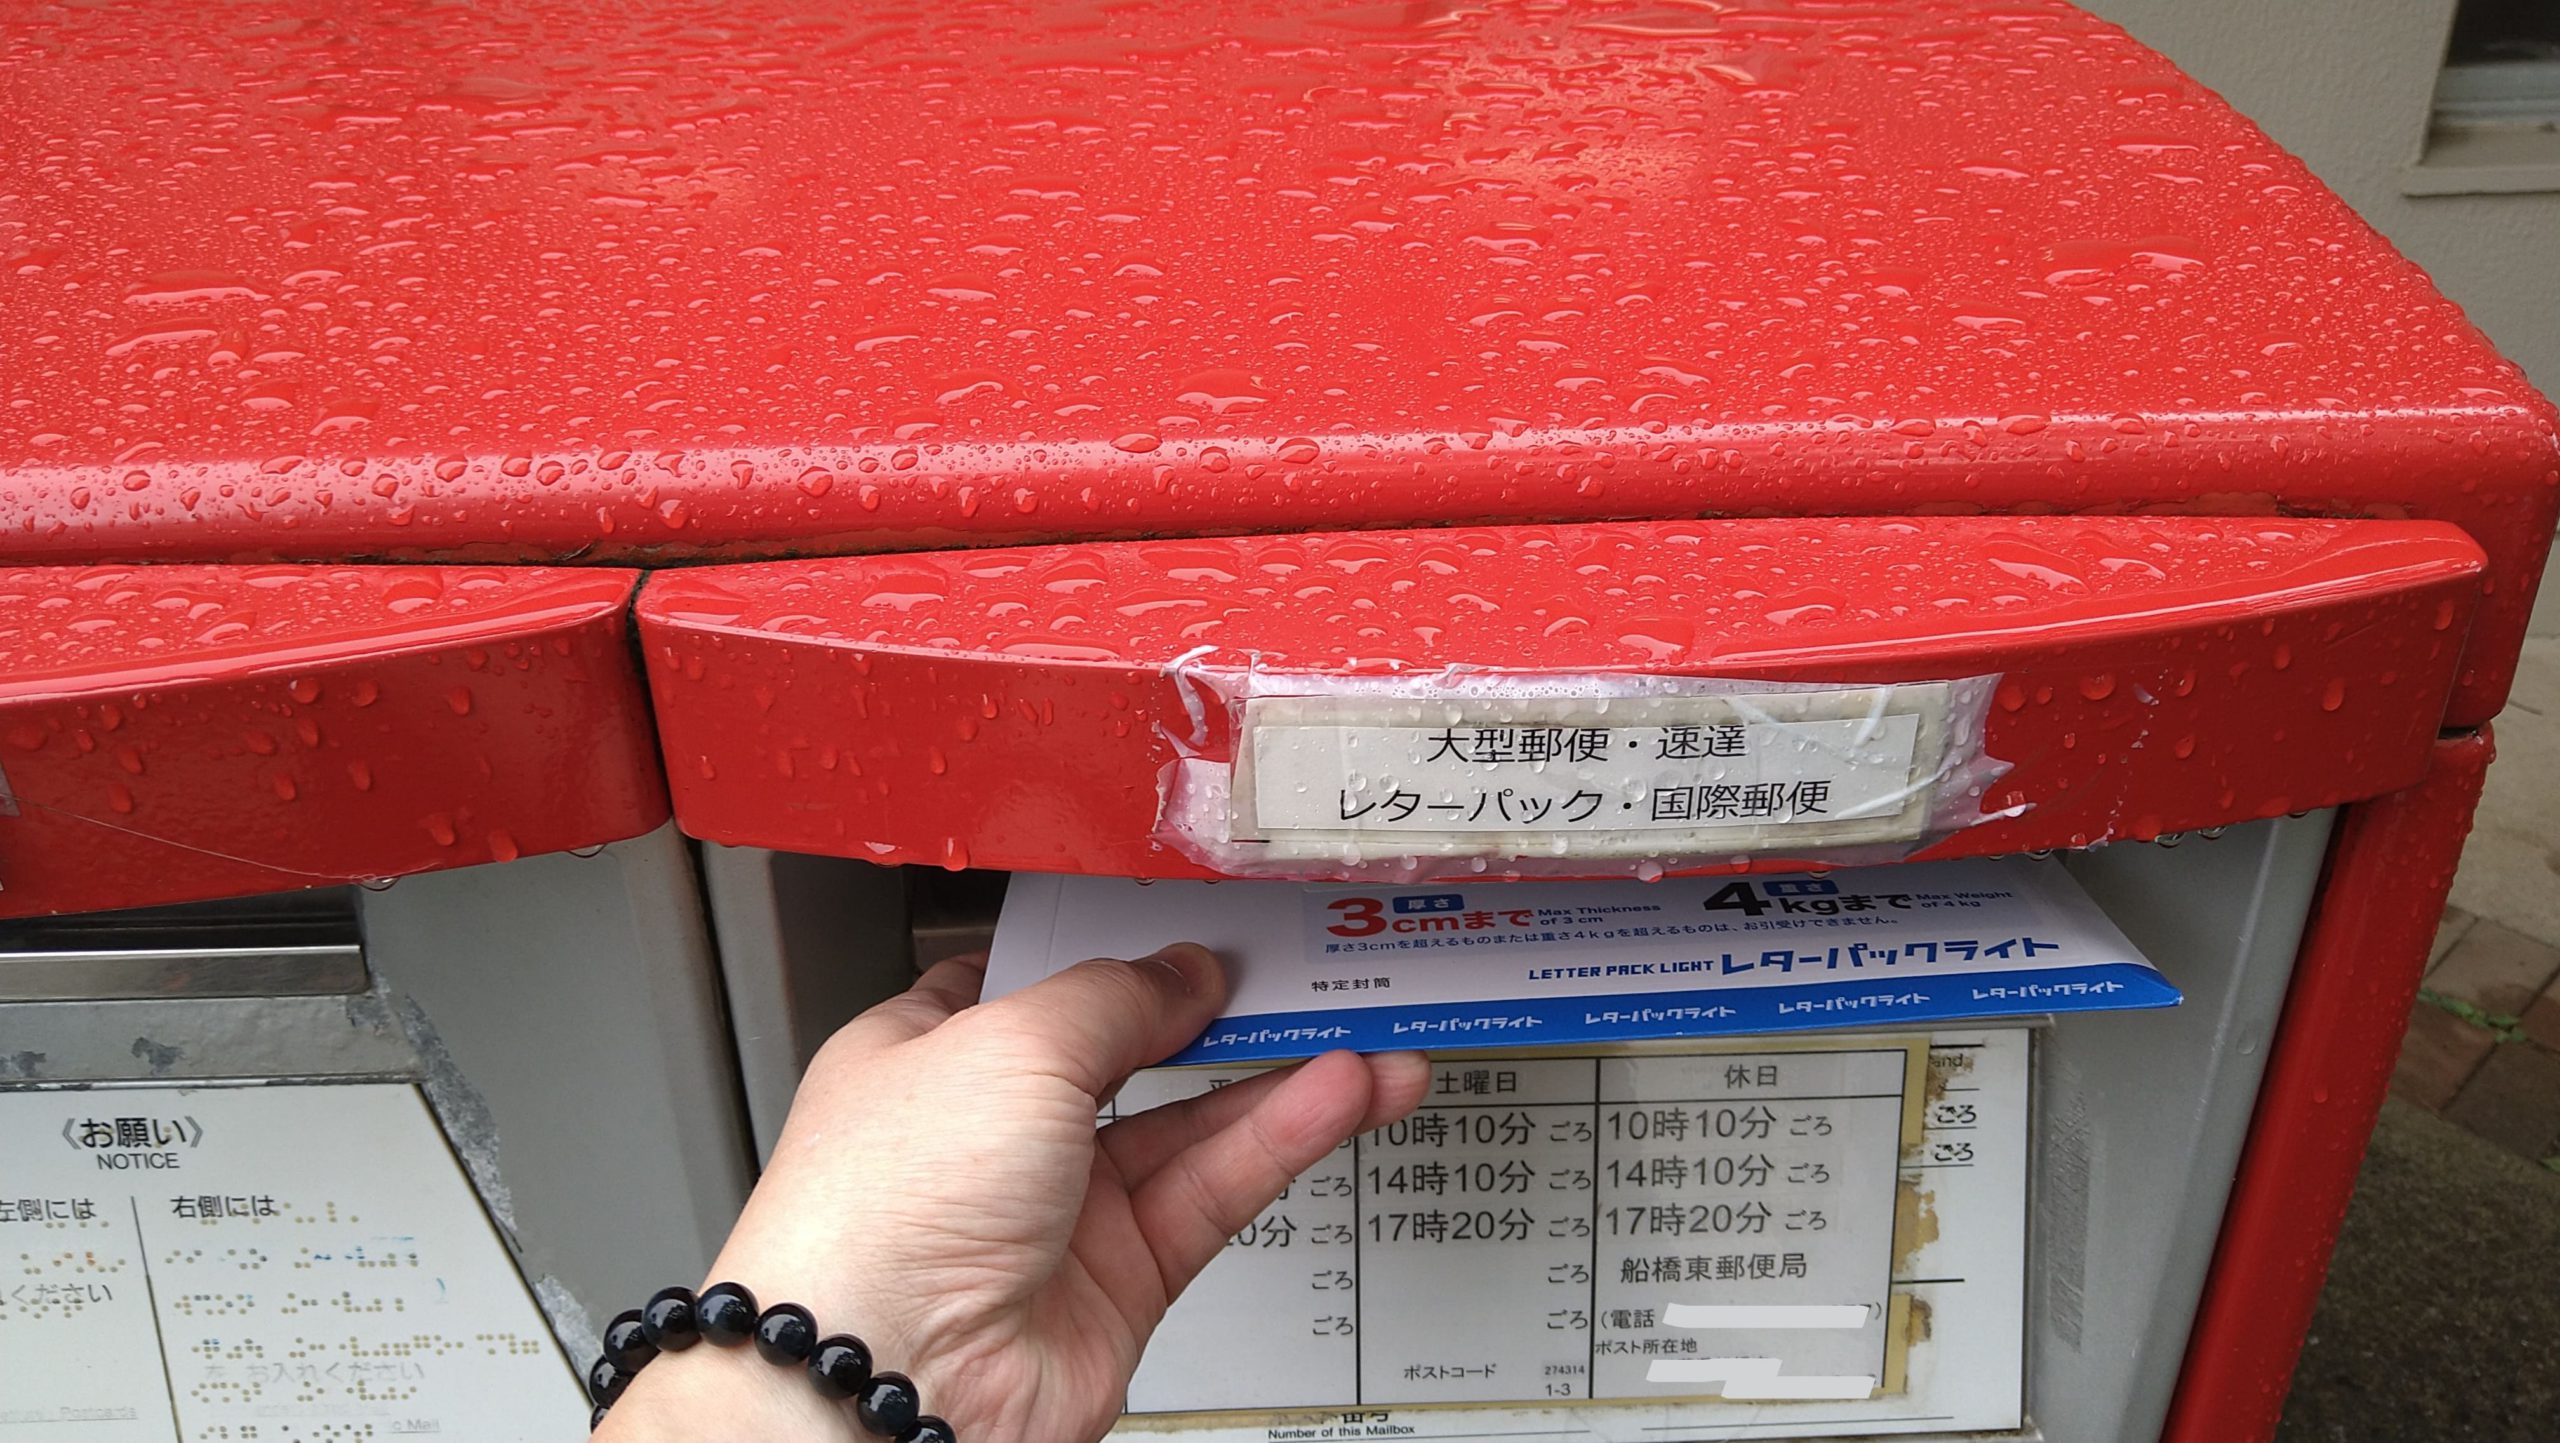 大型郵便・速達
レターパック・国際郵便
3cmまで 厚さ Max Thickness of 3 cm
4kgまで 重さ Max Weight of 4 kg
厚さ3cmを超えるものまたは重さ4kgを超えるものは、お引受けできません。
特定封筒 LETTER PACK LIGHT レターパックライト
レターパックライト レターパックライト レターパックライト レターパックライト レターパックライト
《お願い》
NOTICE
左側には
ください
右側には
お入れください
c Mail
土曜日 休日
and
ごろ
ごろ
10時10分 ごろ 10時10分 ごろ
ごろ 14時10分 ごろ 14時10分 ごろ
0分 ごろ 17時20分 ごろ 17時20分 ごろ
ごろ ごろ 船橋東郵便局
ごろ ごろ (電話 )
ポスト所在地
ポストコード 274314
1-3
Number of this Mailbox